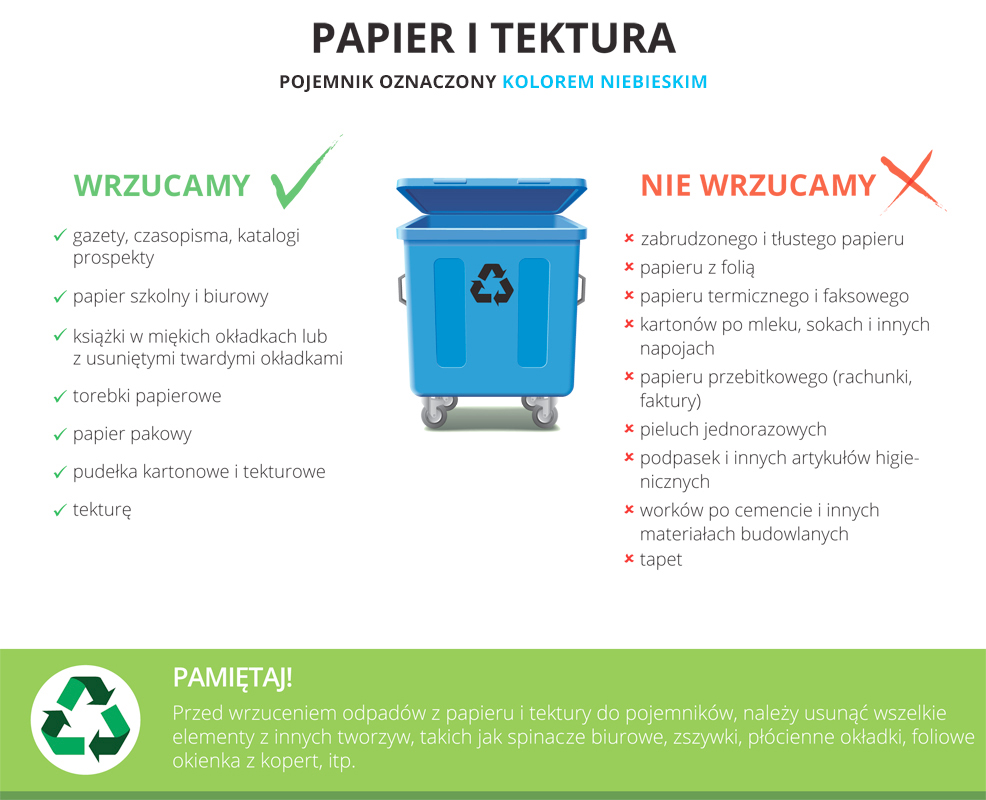 PAPIER I TEKTURA
POJEMNIK OZNACZONY KOLOREM NIEBIESKIM
WRZUCAMY
gazety, czasopisma, katalogi
prospekty
papier szkolny i biurowy
książki w miękich okładkach lub
z usuniętymi twardymi okładkami
torebki papierowe
papier pakowy
pudełka kartonowe i tekturowe
tekturę
NIE WRZUCAMY
zabrudzonego i tłustego papieru
papieru z folią
papieru termicznego i faksowego
kartonów po mleku, sokach i innych
napojach
papieru przebitkowego (rachunki,
faktury)
pieluch jednorazowych
podpasek i innych artykułów higie-
nicznych
worków po cemencie i innych
materiałach budowlanych
tapet
PAMIĘTAJ!
Przed wrzuceniem odpadów z papieru i tektury do pojemników, należy usunąć wszelkie
elementy z innych tworzyw, takich jak spinacze biurowe, zszywki, płócienne okładki, foliowe
okienka z kopert, itp.